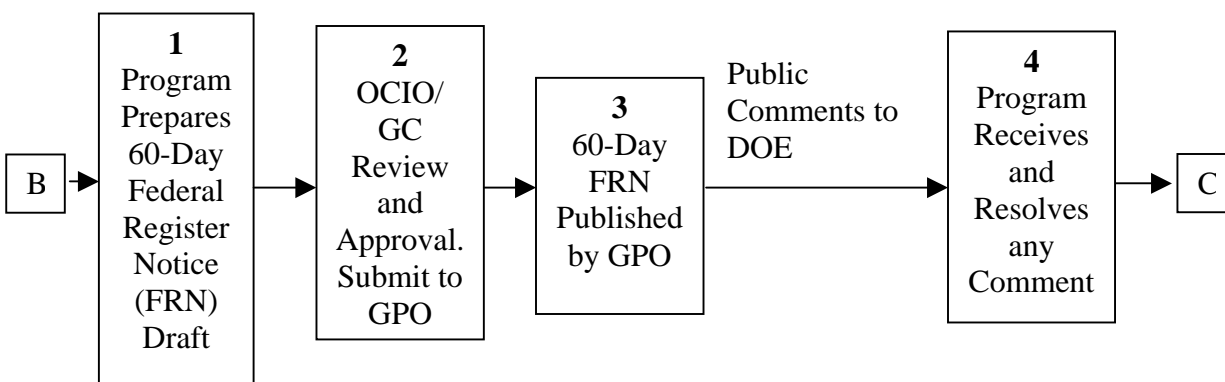 B
1
Program
Prepares
60-Day
Federal
Register
Notice
(FRN)
Draft
2
OCIO/
GC
Review
and
Approval.
Submit to
GPO
3
60-Day
FRN
Published
by GPO
Public
Comments to
DOE
4
Program
Receives
and
Resolves
any
Comment
C